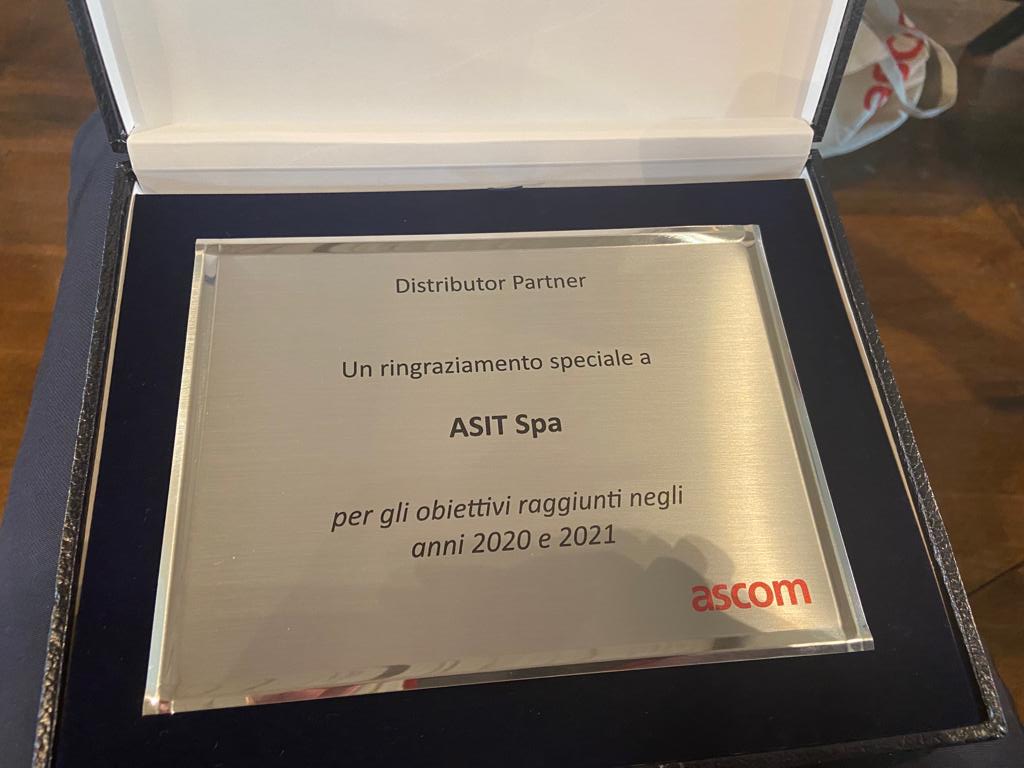 Distributor Partner
Un ringraziamento speciale a
ASIT Spa
per gli obiettivi raggiunti negli
anni 2020 e 2021
ascom